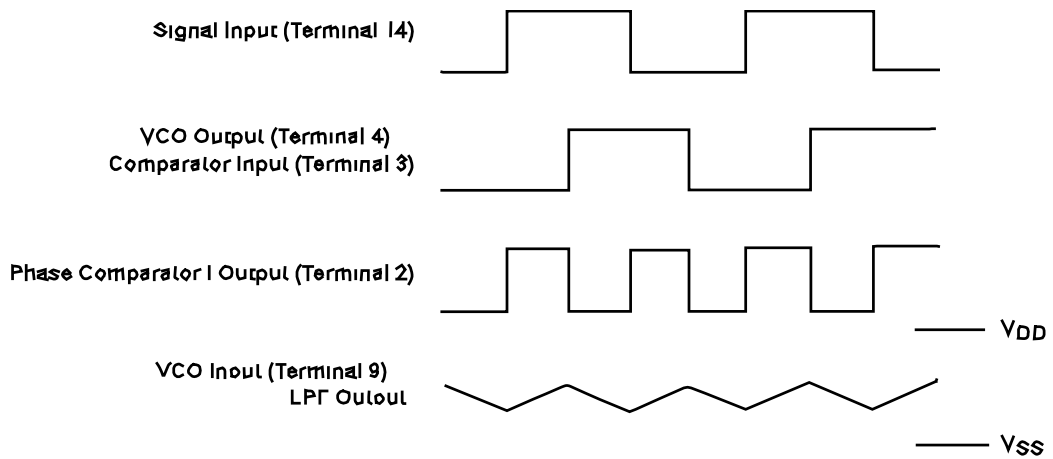 Signal Input (Terminal 14)
VCO Output (Terminal 4)
Comparator Input (Terminal 3)
Phase Comparator I Output (Terminal 2)
VDD
VCO Input (Terminal 9)
LPF Output
VSS